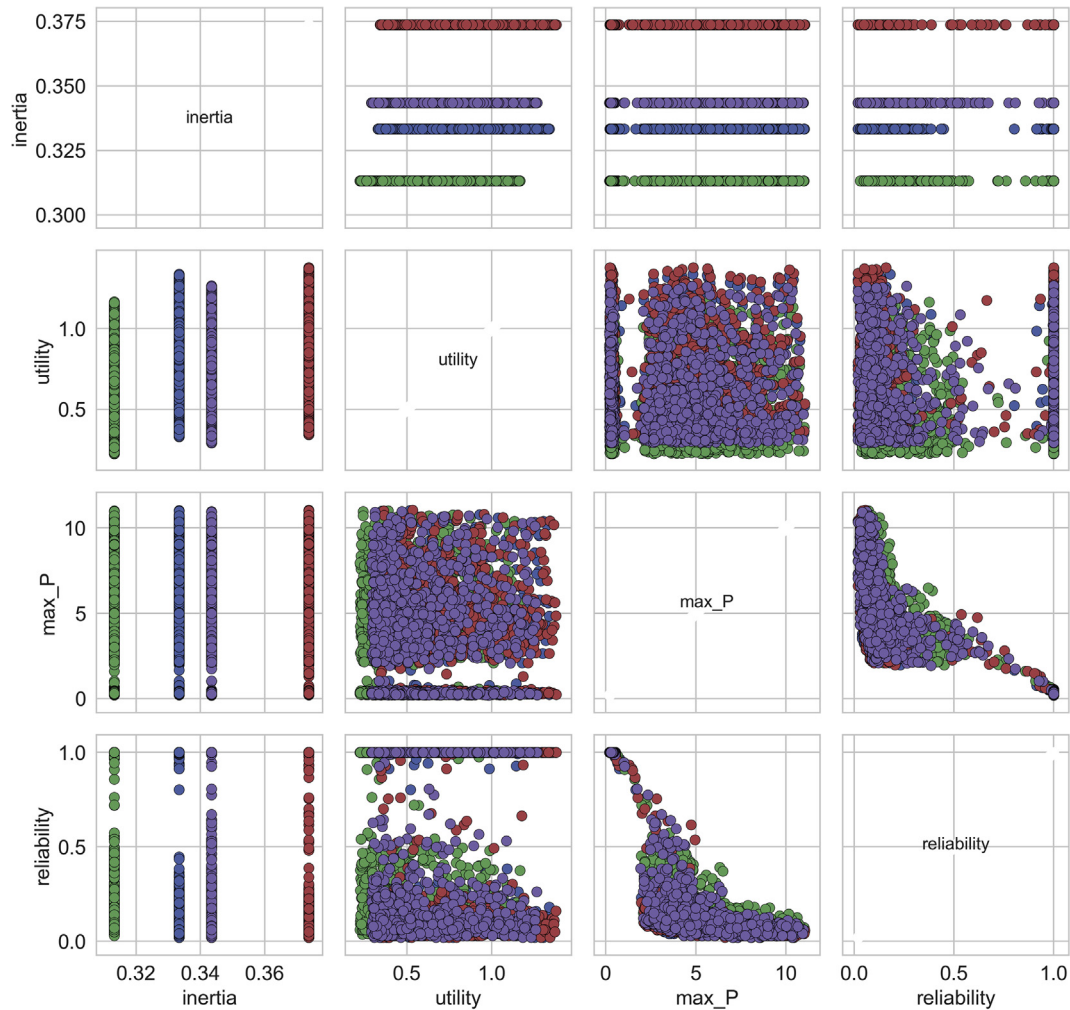 0.375
0.350
0.325
0.300
inertia
inertia
1.0
0.5
utility
utility
10
5
0
max_P
max_P
1.0
0.5
0.0
reliability
reliability
0.32 0.34 0.36
0.5 1.0
0 5 10
0.0 0.5 1.0
inertia utility max_P reliability